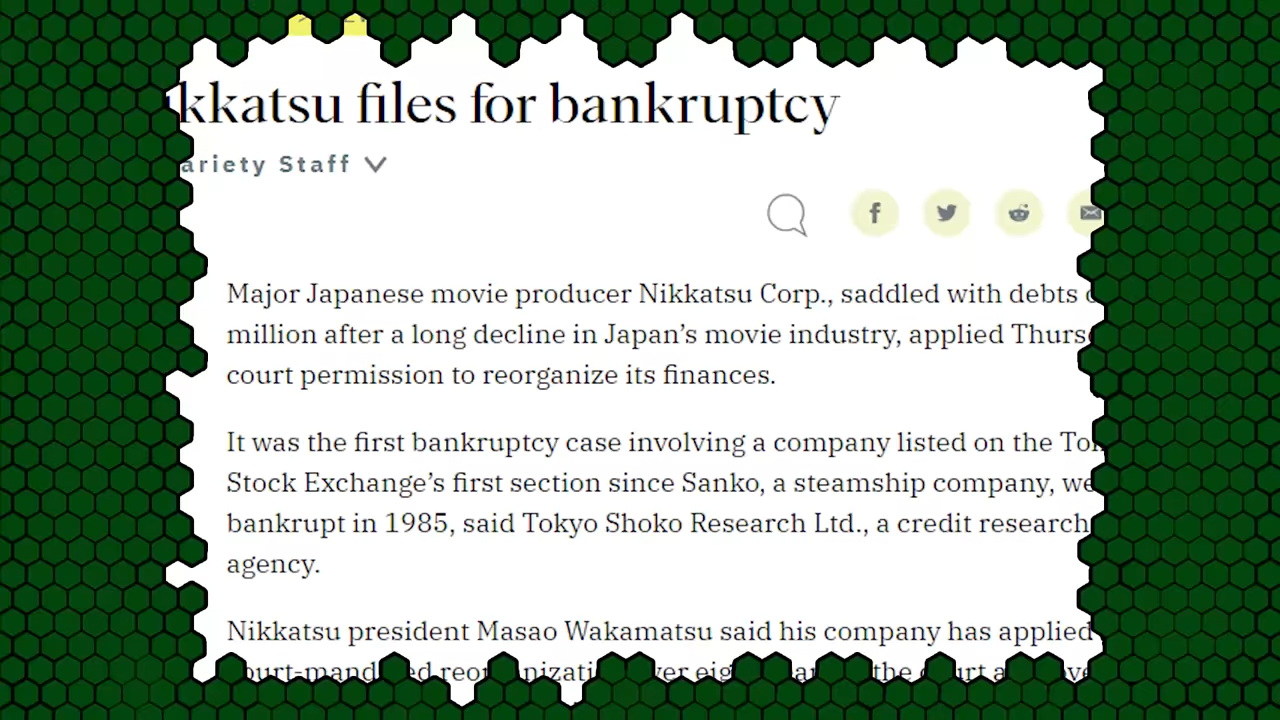 kkatsu files for bankruptcy
ariety Staff
Major Japanese movie producer Nikkatsu Corp., saddled with debts
million after a long decline in Japan's movie industry, applied
court permission to reorganize its finances.
It was the first bankruptcy case involving a company listed on the
Stock Exchange's first section since Sanko, a steamship company,
bankrupt in 1985, said Tokyo Shoko Research Ltd., a credit research
agency.
Nikkatsu president Masao Wakamatsu said his company has applied
the